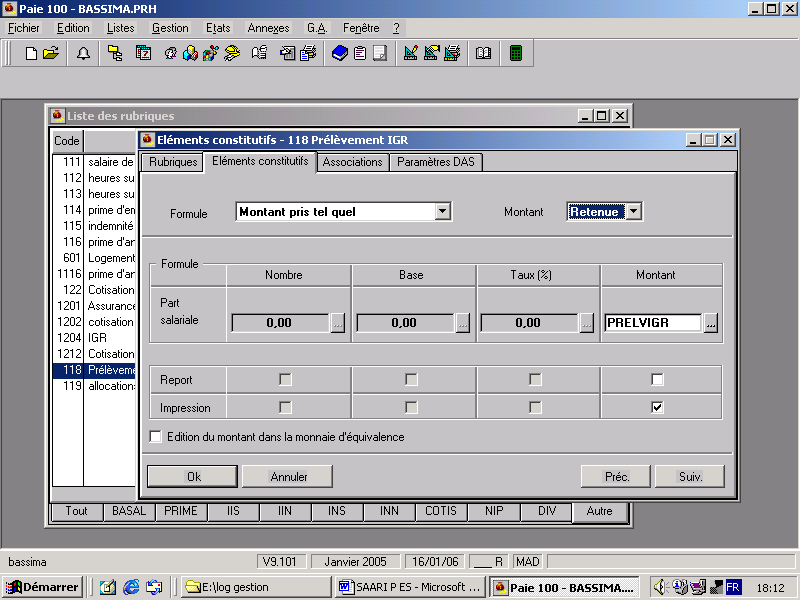 Paie 100 - BASSIMA.PRH
Fichier Edition Listes Gestion Etats Annexes G.A. Fenêtre ?
Liste des rubriques
Code
Eléments constitutifs - 118 Prélèvement IGR
Rubriques Eléments constitutifs Associations Paramètres DAS
111 salaire de
112 heures su
113 heures su
114 prime d'en
115 indemnité
116 prime d'ar
601 Logement
1116 prime d'ar
122 Cotisation
1201 Assurance
1202 cotisation
1204 IGR
1212 Cotisation
118 Prélèveme
119 allocation:
Formule Montant pris tel quel Montant Retenue
Formule
Nombre Base Taux (%) Montant
Part
salariale
0,00 ... 0,00 ... 0,00 ... PRELVIGR ...
Report
Impression
Edition du montant dans la monnaie d'équivalence
Ok Annuler Préc. Suiv.
Tout BASAL PRIME IIS IIN INS INN COTIS NIP DIV Autre
bassima V9.101 Janvier 2005 16/01/06 ___ R MAD
Démarrer E:\log gestion SAARI P ES - Microsoft ... Paie 100 - BASSIMA.... FR 18:12